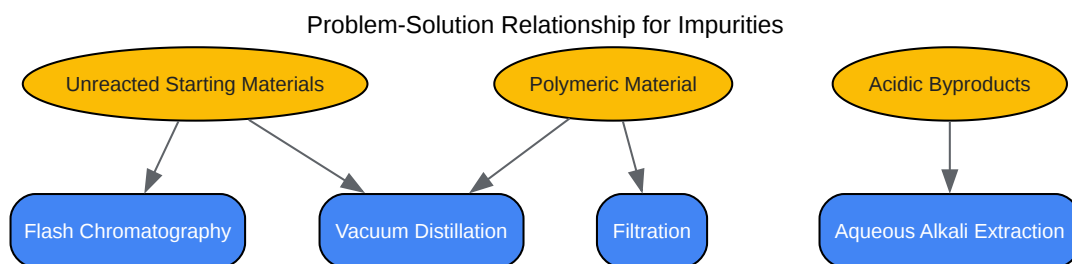 Problem-Solution Relationship for Impurities
Unreacted Starting Materials
Polymeric Material
Acidic Byproducts
Flash Chromatography
Vacuum Distillation
Filtration
Aqueous Alkali Extraction